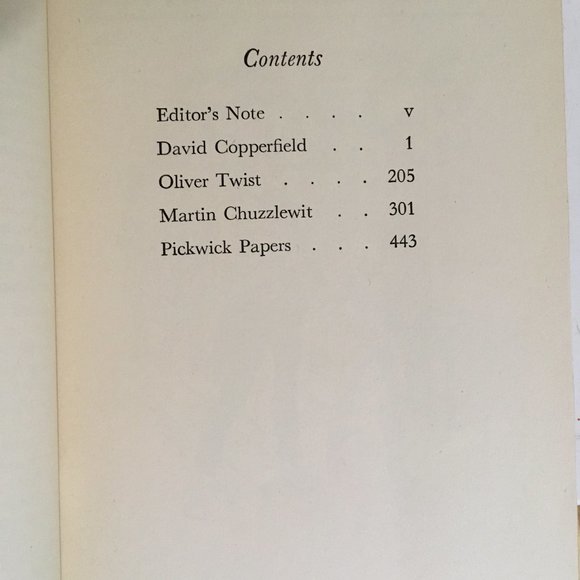 Contents
Editor's Note . . . . v
David Copperfield . . 1
Oliver Twist . . . . 205
Martin Chuzzlewit . . 301
Pickwick Papers . . . 443